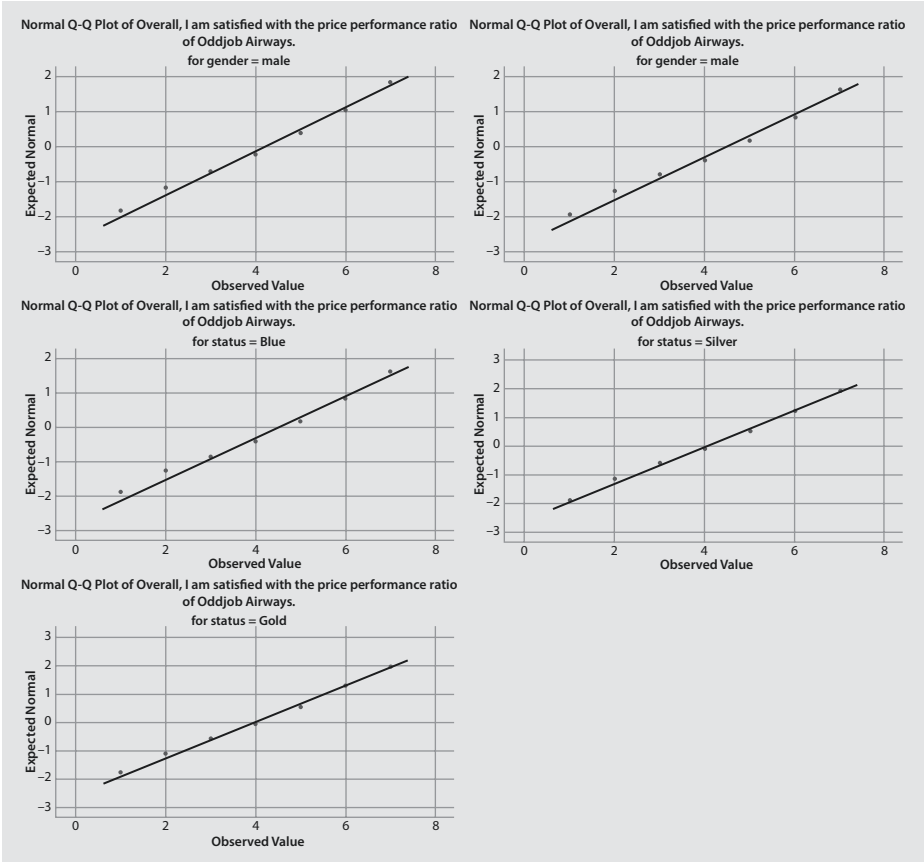 Normal Q-Q Plot of Overall, I am satisfied with the price performance ratio
of Oddjob Airways.
for gender = male
2
1
0
–1
–2
–3
Expected Normal
0 2 4 6 8
Observed Value
Normal Q-Q Plot of Overall, I am satisfied with the price performance ratio
of Oddjob Airways.
for gender = male
2
1
0
–1
–2
–3
Expected Normal
0 2 4 6 8
Observed Value
Normal Q-Q Plot of Overall, I am satisfied with the price performance ratio
of Oddjob Airways.
for status = Blue
2
1
0
–1
–2
–3
Expected Normal
0 2 4 6 8
Observed Value
Normal Q-Q Plot of Overall, I am satisfied with the price performance ratio
of Oddjob Airways.
for status = Silver
3
2
1
0
–1
–2
–3
Expected Normal
0 2 4 6 8
Observed Value
Normal Q-Q Plot of Overall, I am satisfied with the price performance ratio
of Oddjob Airways.
for status = Gold
3
2
1
0
–1
–2
–3
Expected Normal
0 2 4 6 8
Observed Value